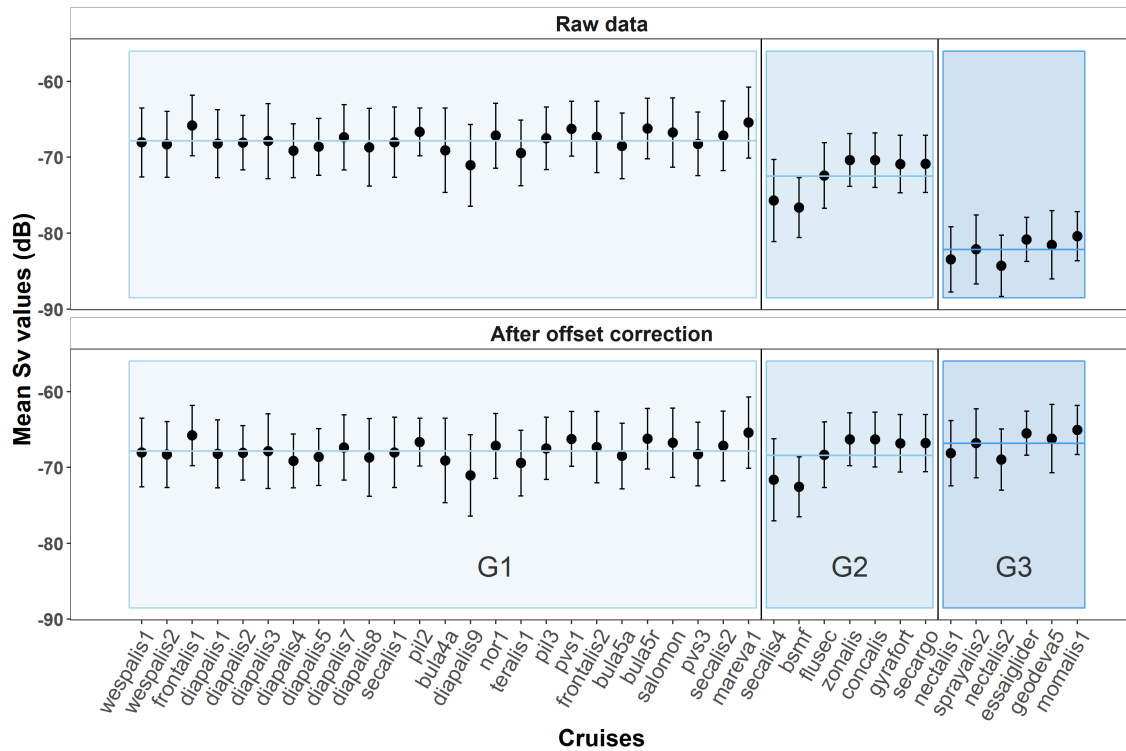 Raw data
-60
-70
-80
-90
After offset correction
-60
-70
-80
-90
Mean Sv values (dB)
G1
G2
G3
wespalis1
wespalis2
frontalis1
diapalis1
diapalis2
diapalis3
diapalis4
diapalis5
diapalis7
diapalis8
secalis1
pil2
bula4a
diapalis9
nor1
teralis1
pil3
pvs1
frontalis2
bula5a
bula5r
salomon
pvs3
secalis2
mareva1
secalis4
bsmf
flusec
zonalis
concalis
gyrafort
secargo
nectalis1
sprayalis2
nectalis2
essaiglider
geodeva5
momalis1
Cruises